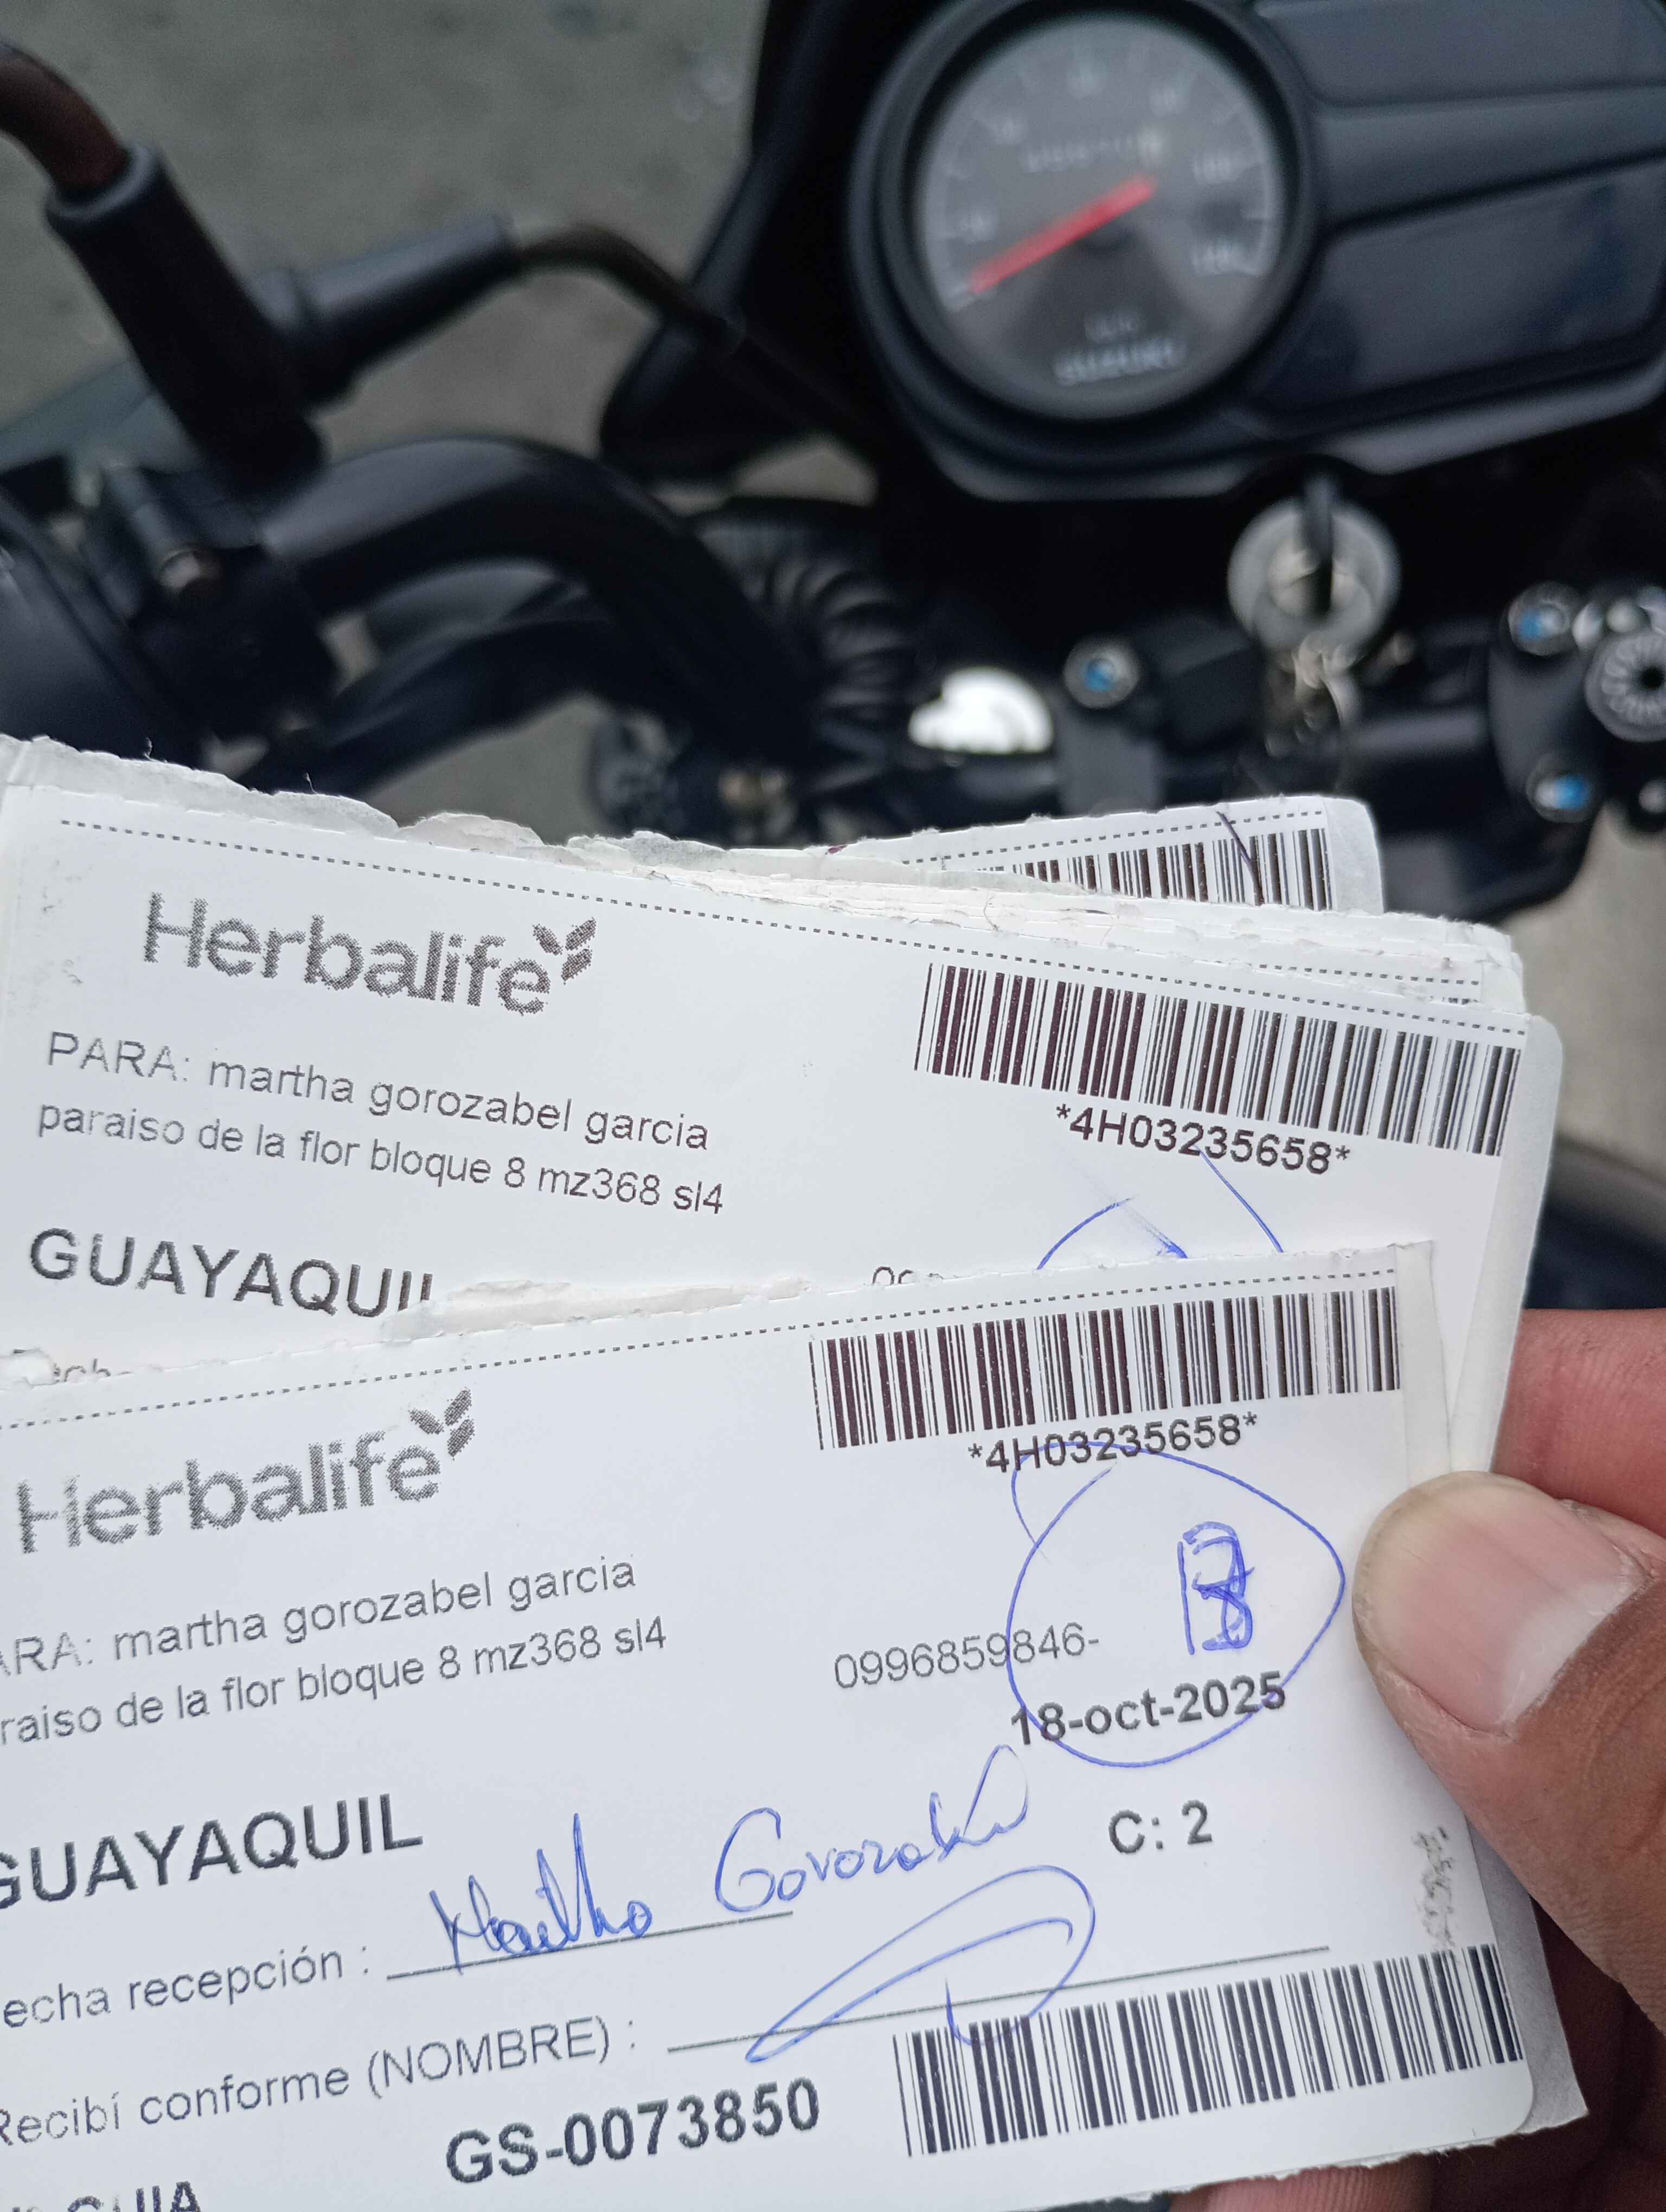 SUZUKI
Herbalife
PARA: martha gorozabel garcia
paraiso de la flor bloque 8 mz368 sl4
*4H03235658*
GUAYAQUIL
Herbalife
*4H03235658*
ARA: martha gorozabel garcia
raiso de la flor bloque 8 mz368 sl4
0996859846-
18-oct-2025
GUAYAQUIL
C: 2
echa recepción :
Recibí conforme (NOMBRE) :
GS-0073850